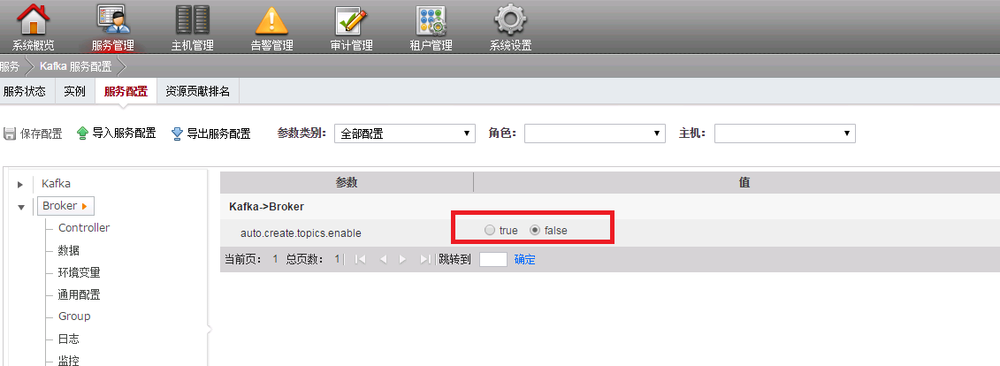 系统概览 服务管理 主机管理 告警管理 审计管理 租户管理 系统设置
服务 Kafka 服务配置
服务状态 实例 服务配置 资源贡献排名
保存配置 导入服务配置 导出服务配置 参数类别: 全部配置 角色: 主机:
Kafka
Broker
Controller
数据
环境变量
通用配置
Group
日志
监控
参数 值
Kafka->Broker
auto.create.topics.enable true false
当前页: 1 总页数: 1 跳转到 确定